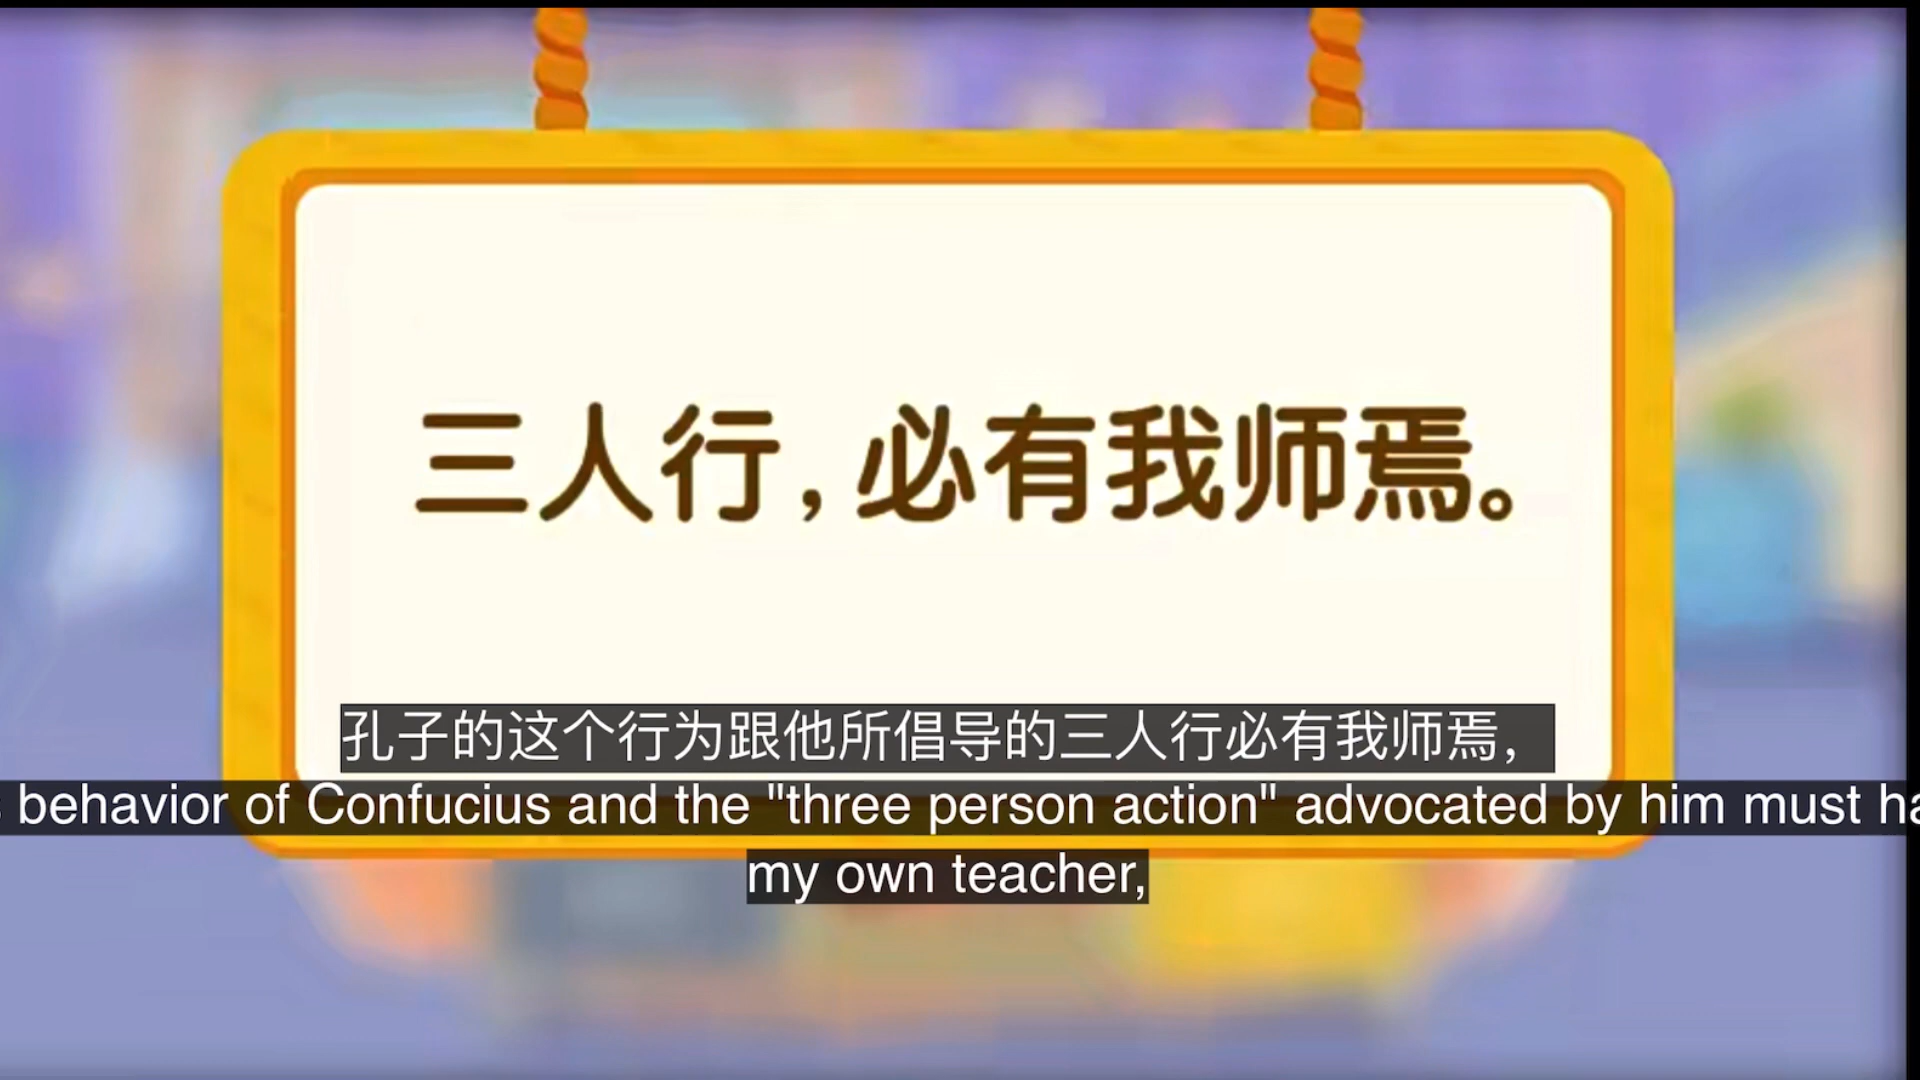 三人行，必有我师焉。
孔子的这个行为跟他所倡导的三人行必有我师焉，
behavior of Confucius and the "three person action" advocated by him must
my own teacher,